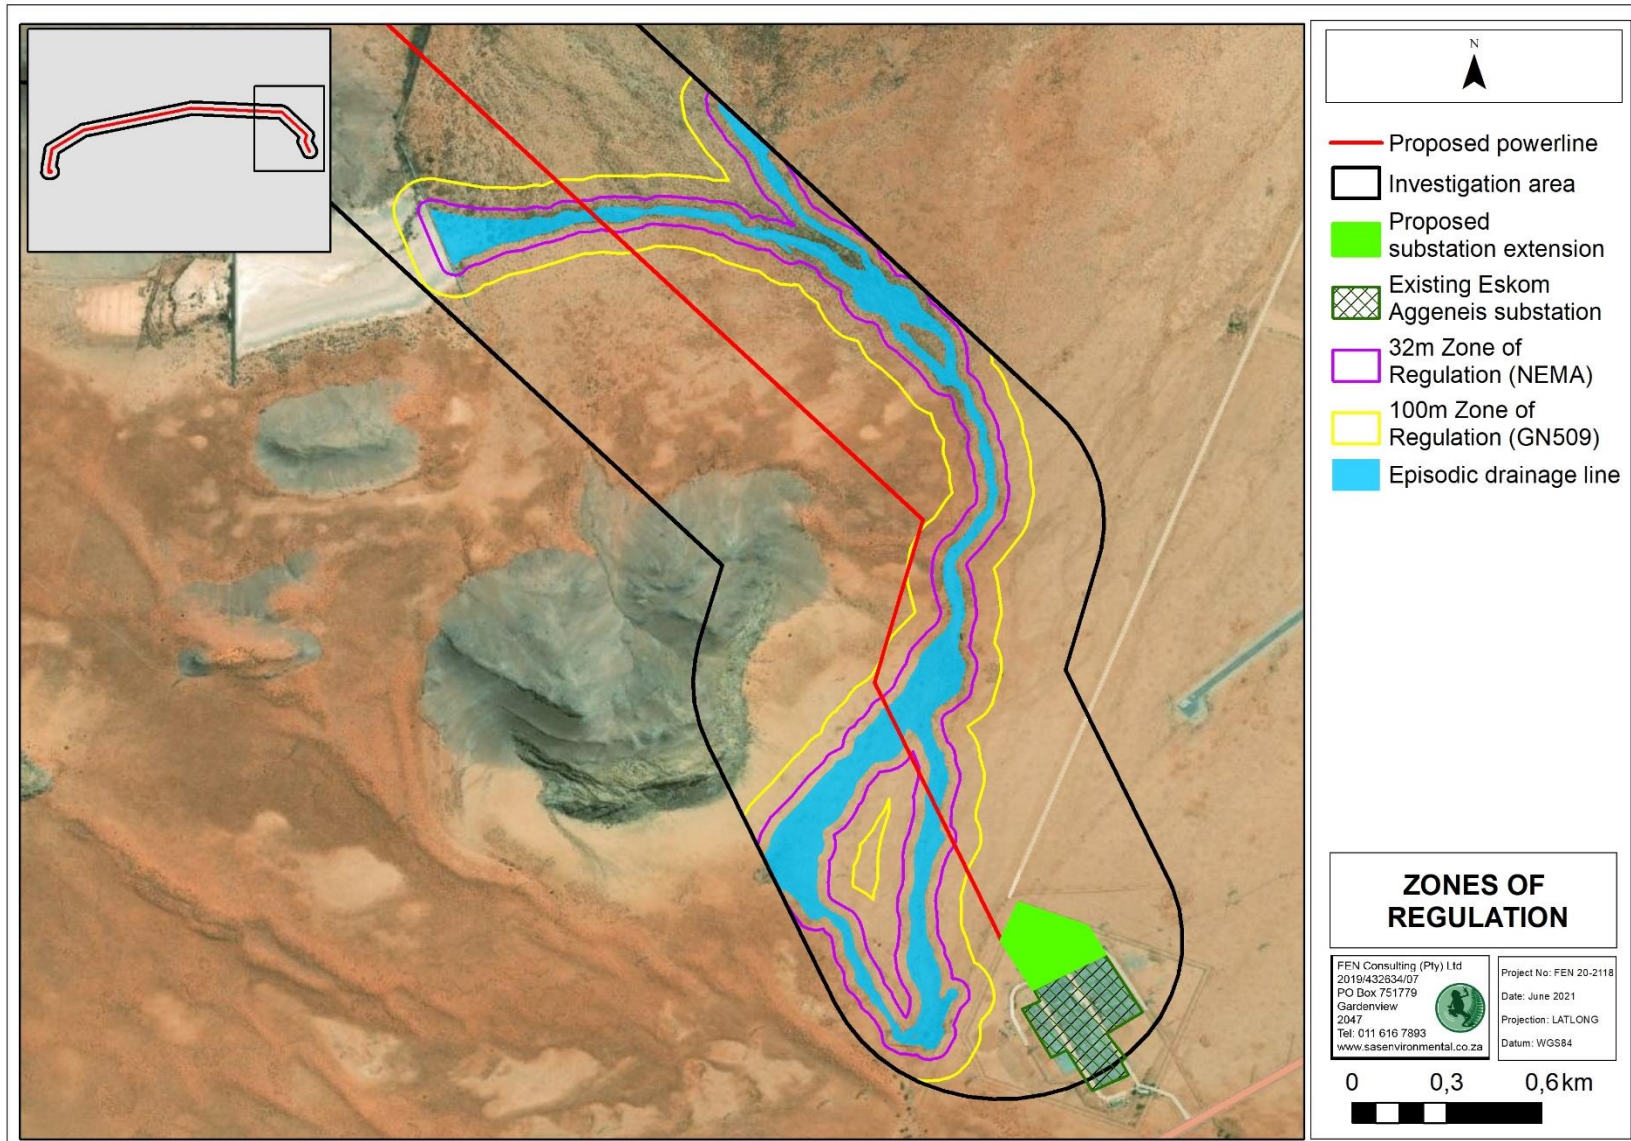 N
Proposed powerline
Investigation area
Proposed
substation extension
Existing Eskom
Aggeneis substation
32m Zone of
Regulation (NEMA)
100m Zone of
Regulation (GN509)
Episodic drainage line
ZONES OF
REGULATION
FEN Consulting (Pty) Ltd
2019/432634/07
PO Box 751779
Gardenview
2047
Tel: 011 616 7893
www.sasenvironmental.co.za
Project No: FEN 20-2118
Date: June 2021
Projection: LATLONG
Datum: WGS84
0 0,3 0,6 km